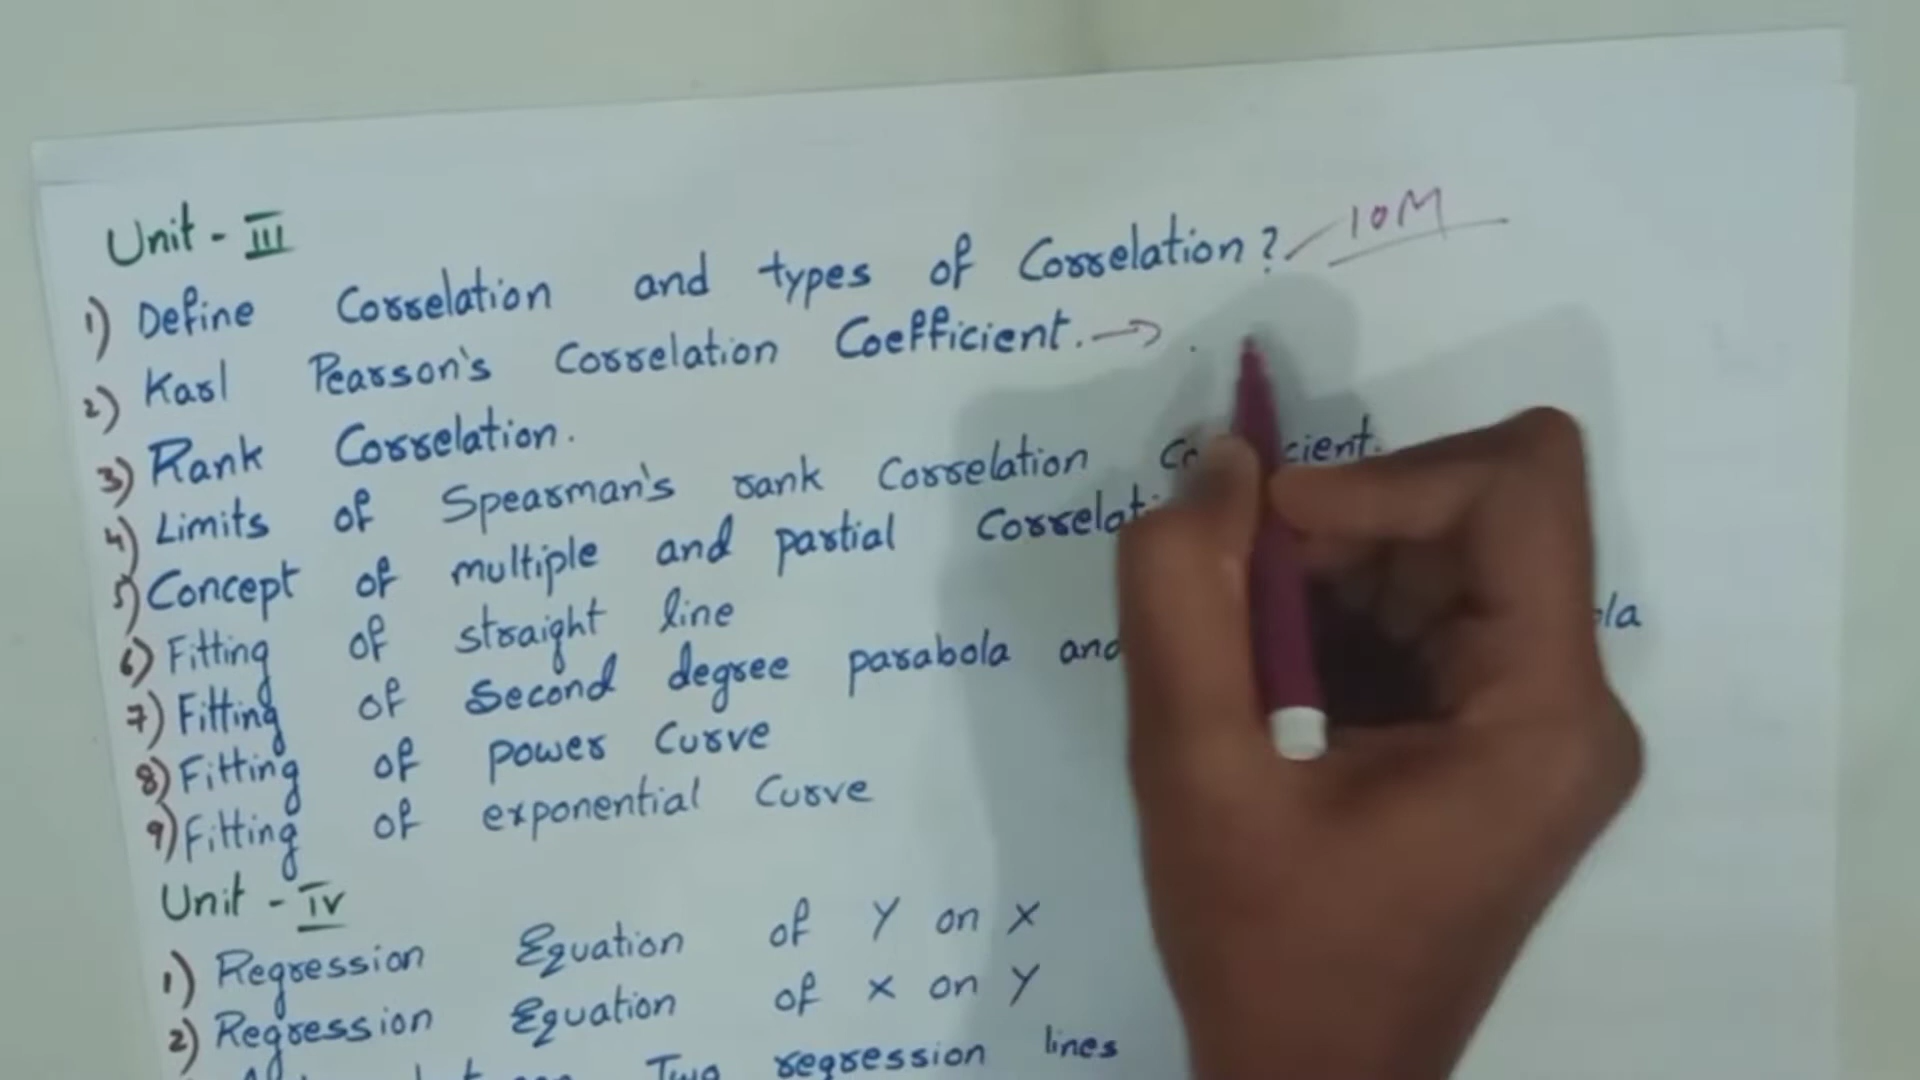 Unit - III
1) Define Correlation and types of Correlation? 10M
2) Karl Pearson's Correlation Coefficient. →
3) Rank Correlation.
4) Limits of Spearman's rank Correlation
5) Concept of multiple and partial
6) Fitting of straight line
7) Fitting of Second degree parabola and
8) Fitting of power Curve
9) Fitting of exponential Curve
Unit - IV
1) Regression Equation of Y on X
2) Regression Equation of X on Y
Two regression lines